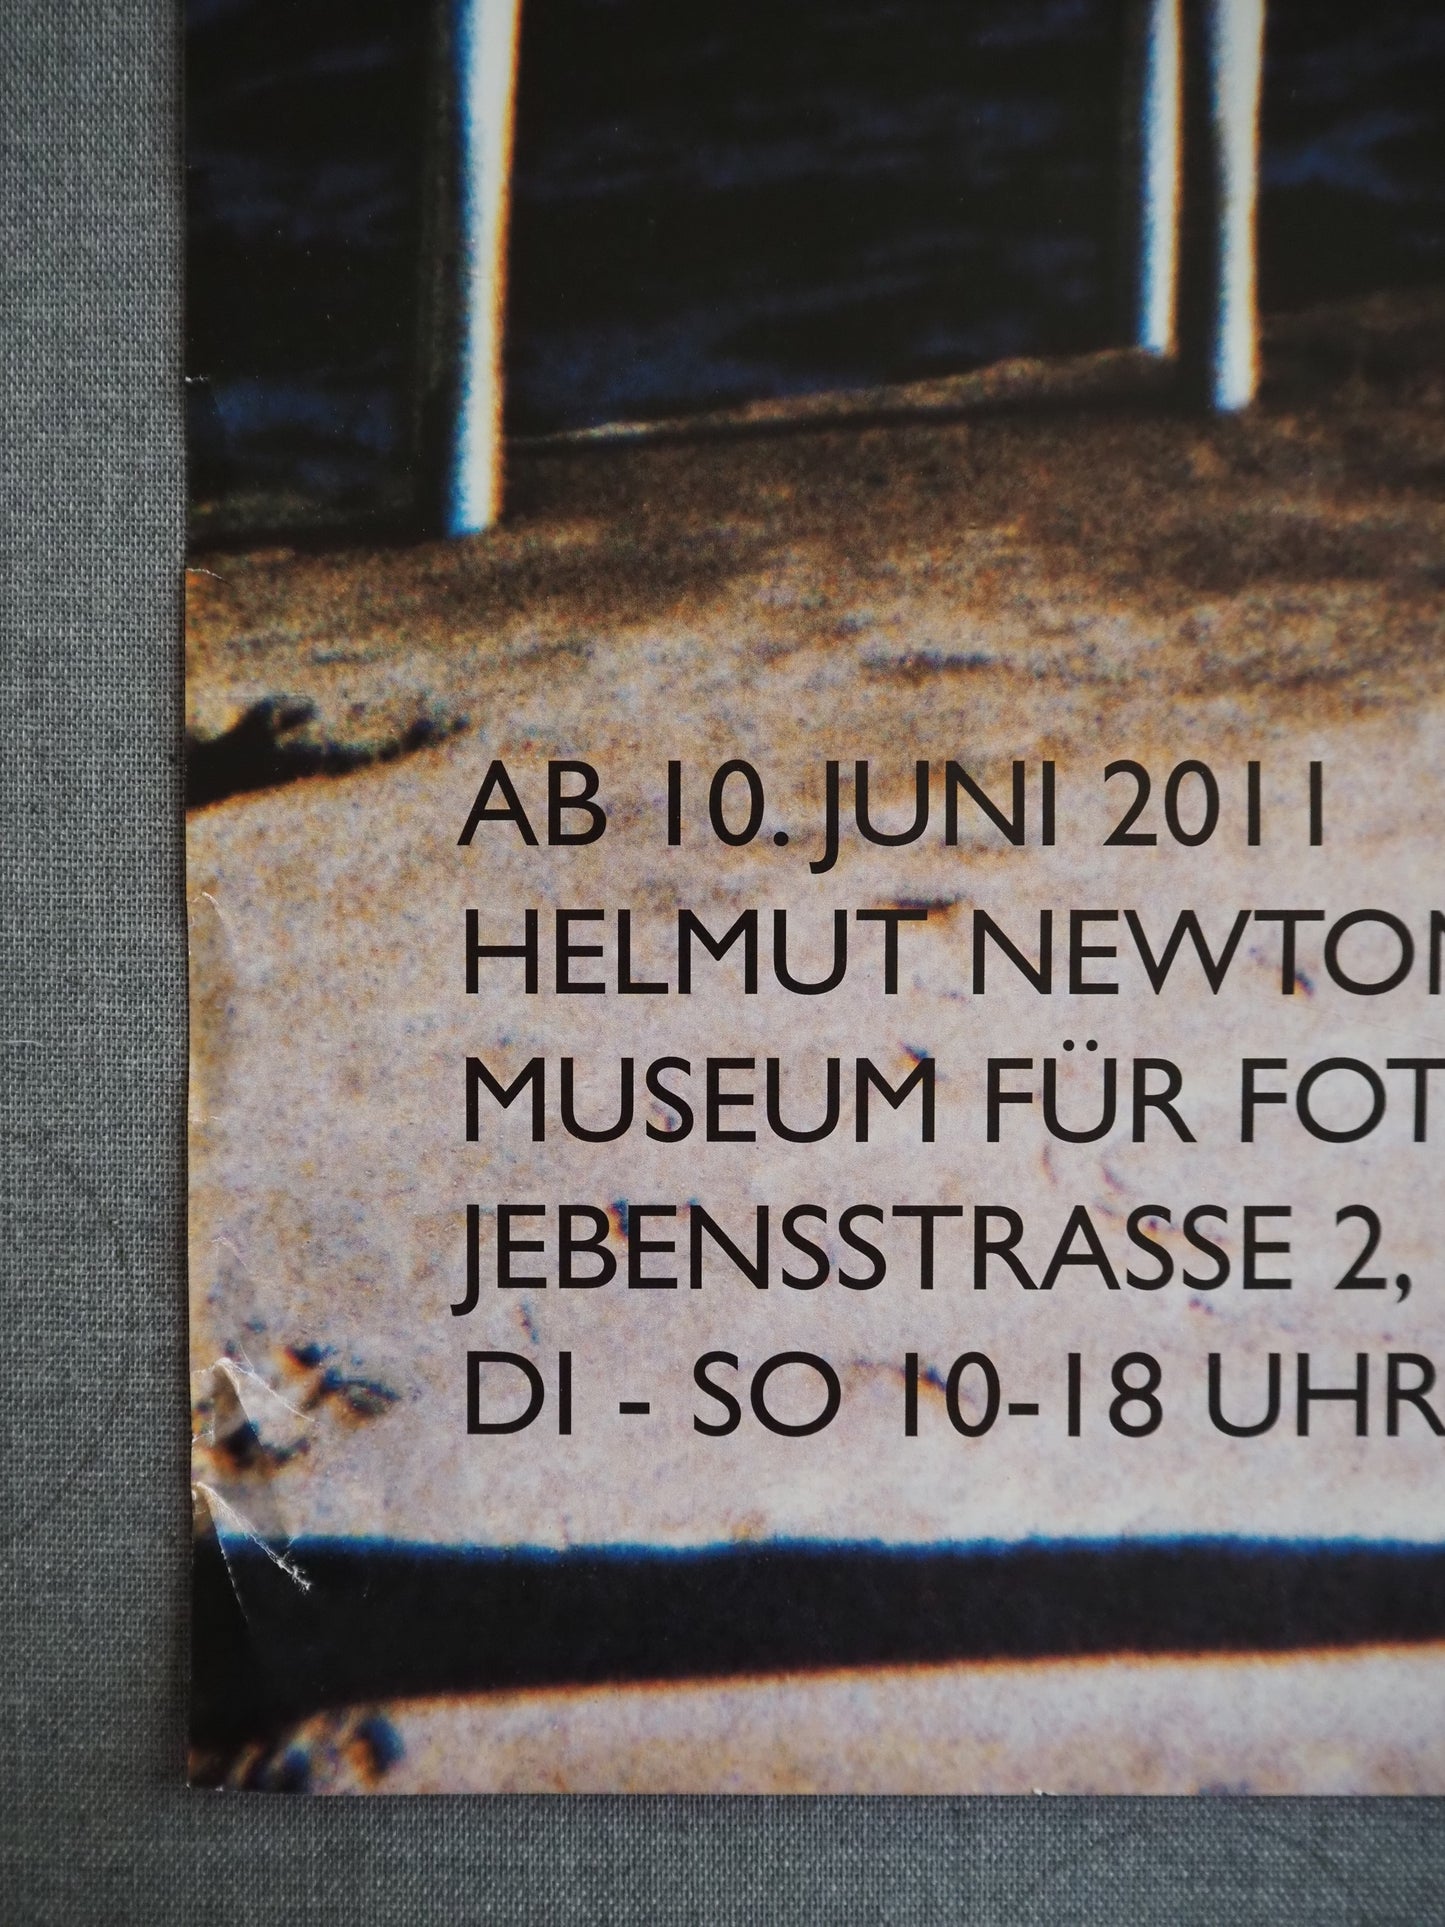 AB 10. JUNI 2011
HELMUT NEWTON
MUSEUM FÜR FOT
JEBENSSTRASSE 2,
DI - SO 10-18 UHR